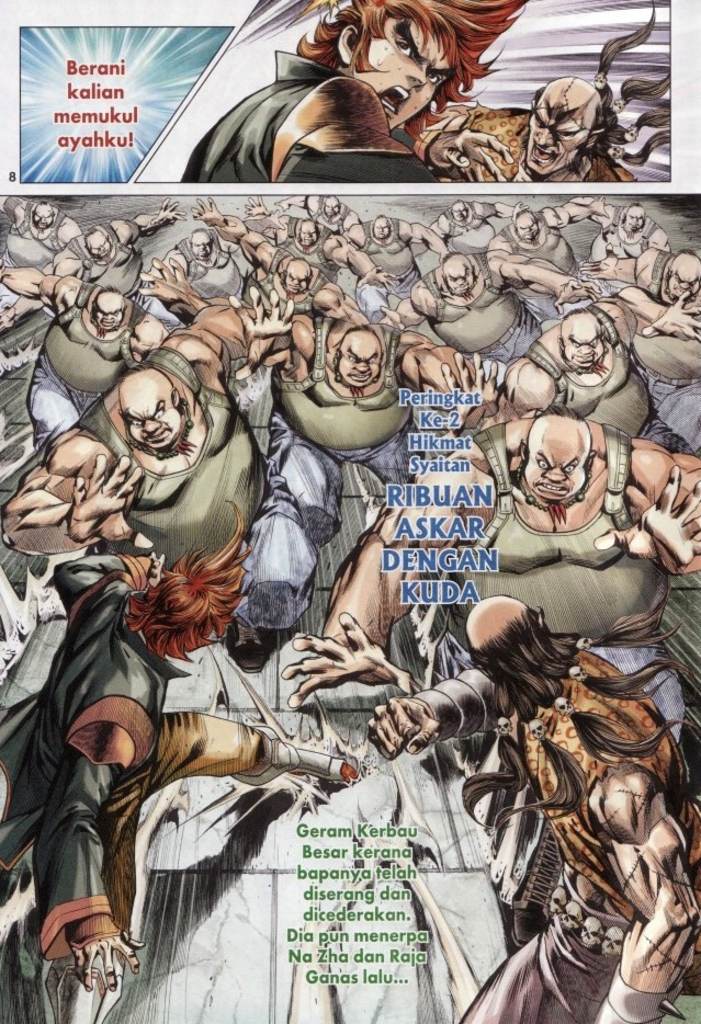 Berani
kalian
memukul
ayahku!
8
Peringkat
Ke-2
Hikmat
Syaitan
RIBUAN
ASKAR
DENGAN
KUDA
Geram Kerbau
Besar kerana
bapanya telah
diserang dan
dicederakan.
Dia pun menerpa
Na Zha dan Raja
Ganas lalu...